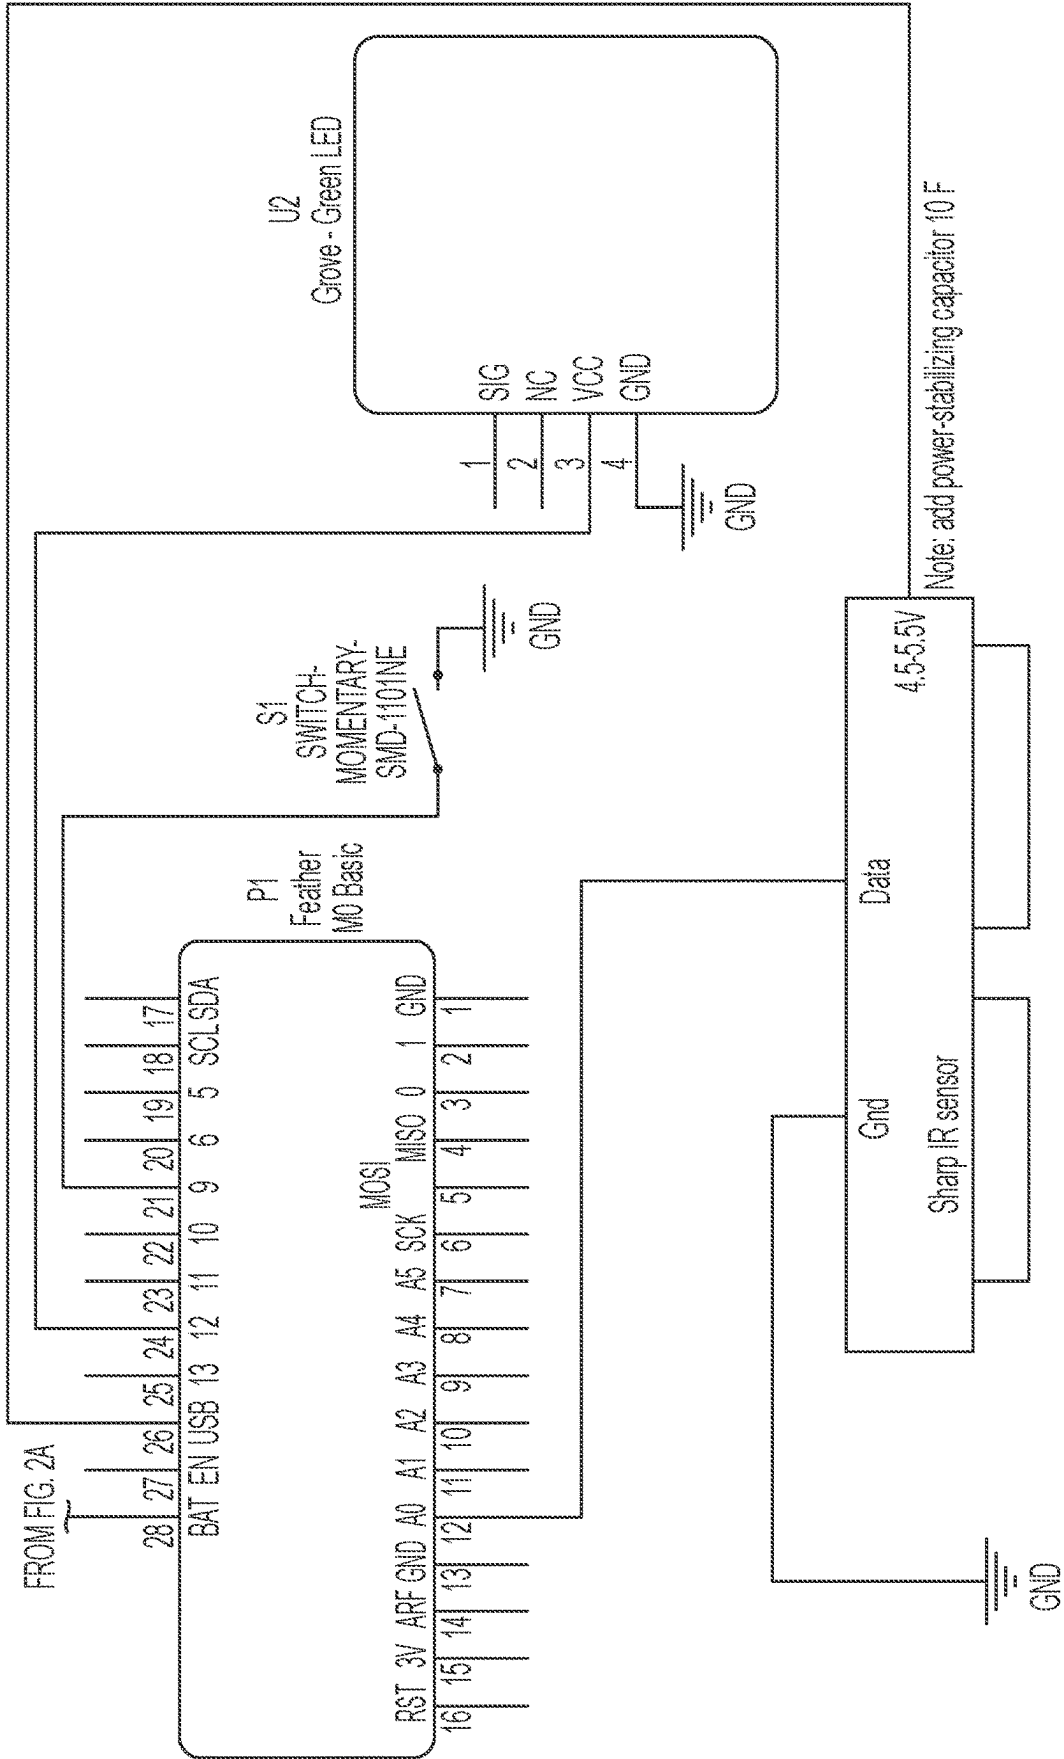 FROM FIG. 2A
28
27
26
25
24
23
22
21
20
19
18
17
BAT
EN
USB
13
12
11
10
9
6
5
SCL
SDA
P1
Feather
M0 Basic
MOSI
RST
3V
ARF
GND
A0
A1
A2
A3
A4
A5
SCK
MISO
0
1
GND
16
15
14
13
12
11
10
9
8
7
6
5
4
3
2
1
S1
SWITCH-
MOMENTARY-
SMD-1101NE
GND
U2
Grove - Green LED
1
SIG
2
NC
3
VCC
4
GND
GND
Gnd
Data
4.5-5.5V
Sharp IR sensor
GND
Note: add power-stabilizing capacitor 10 F